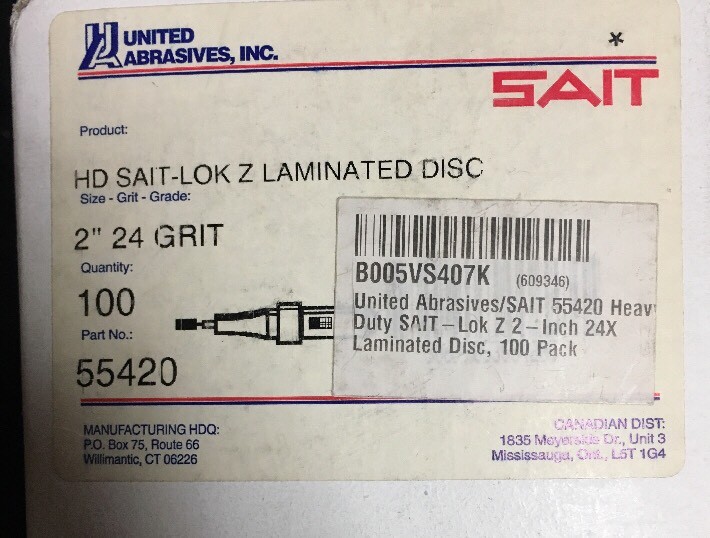 UNITED
ABRASIVES, INC.
*
SAIT
Product:
HD SAIT-LOK Z LAMINATED DISC
Size - Grit - Grade:
2" 24 GRIT
Quantity:
100
Part No.:
55420
B005VS407K (609346)
United Abrasives/SAIT 55420 Heav
Duty SAIT-Lok Z 2-Inch 24X
Laminated Disc, 100 Pack
MANUFACTURING HDQ:
P.O. Box 75, Route 66
Willimantic, CT 06226
CANADIAN DIST:
1835 Meyerside Dr., Unit 3
Mississauga, Ont., L5T 1G4